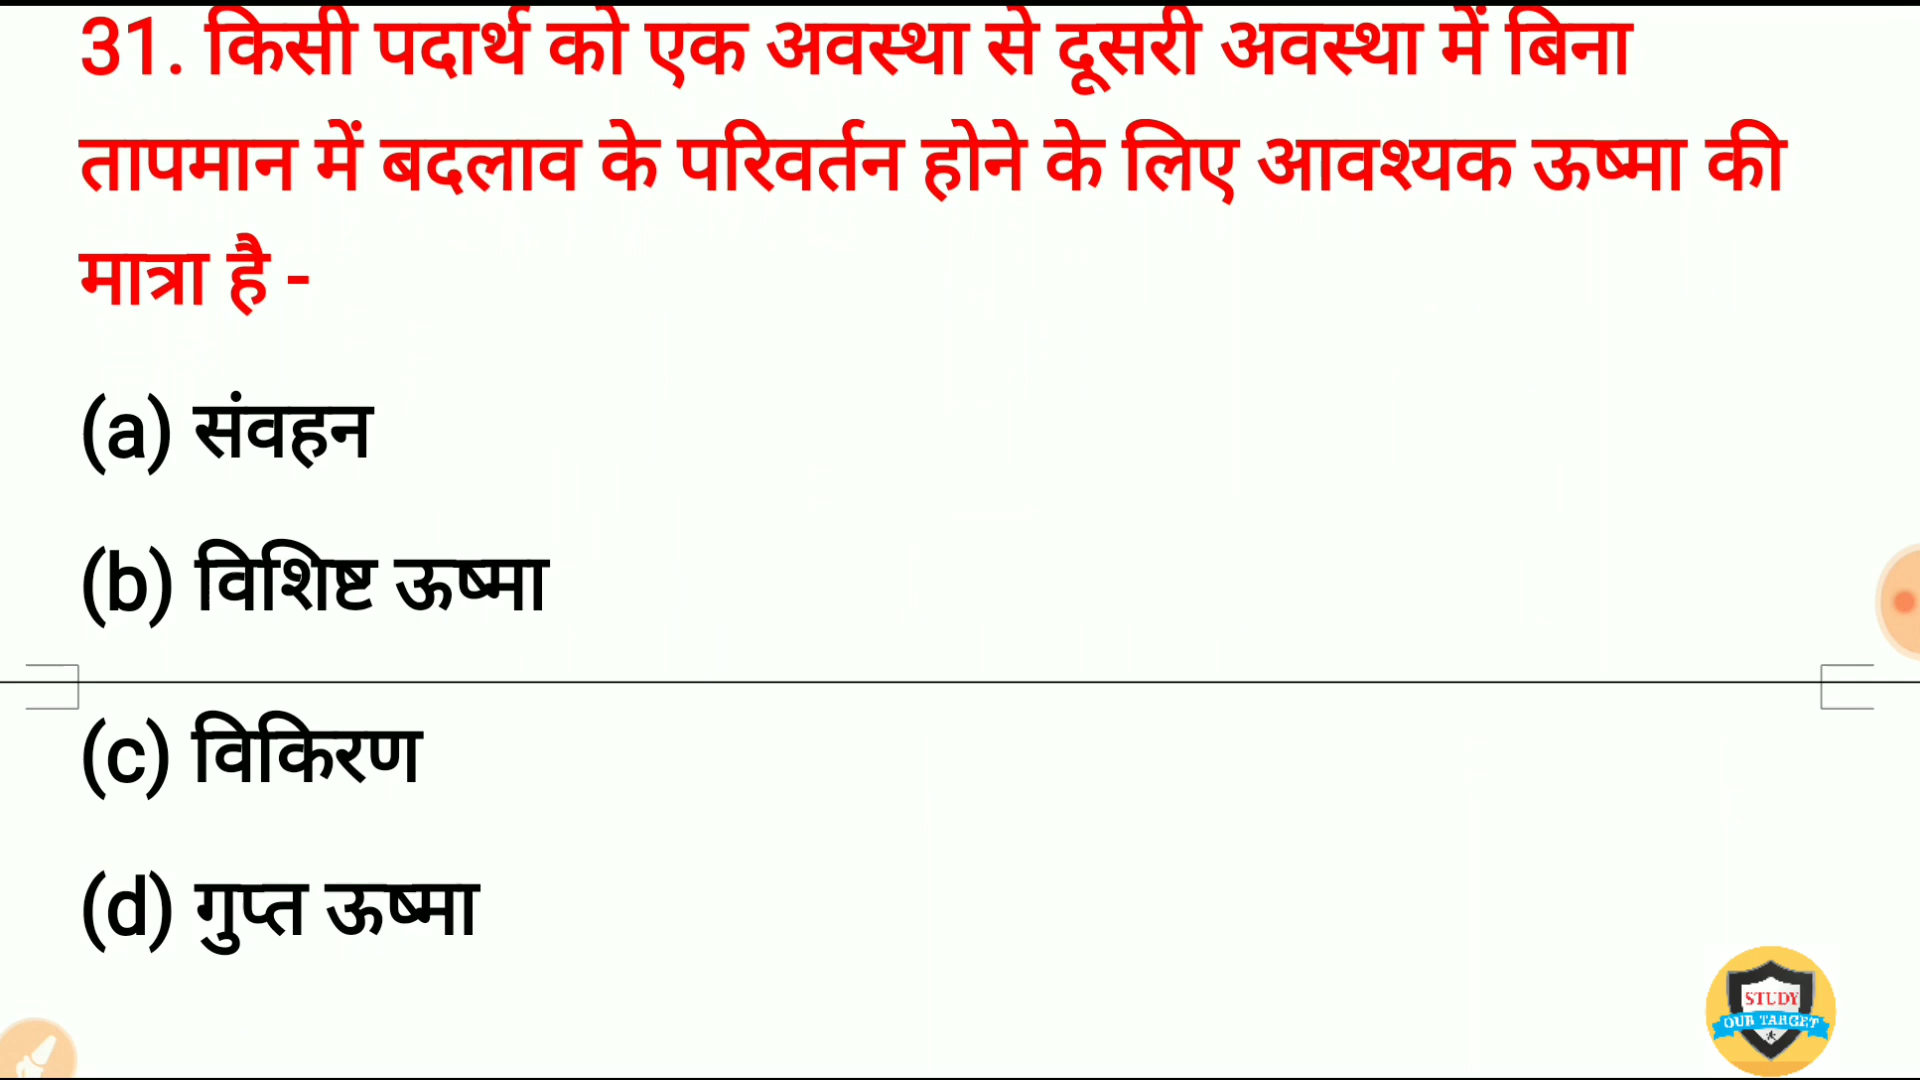 31. किसी पदार्थ को एक अवस्था से दूसरी अवस्था में बिना
तापमान में बदलाव के परिवर्तन होने के लिए आवश्यक ऊष्मा की
मात्रा है -
(a) संवहन
(b) विशिष्ट ऊष्मा
(c) विकिरण
(d) गुप्त ऊष्मा
STUDY
OUR TARGET